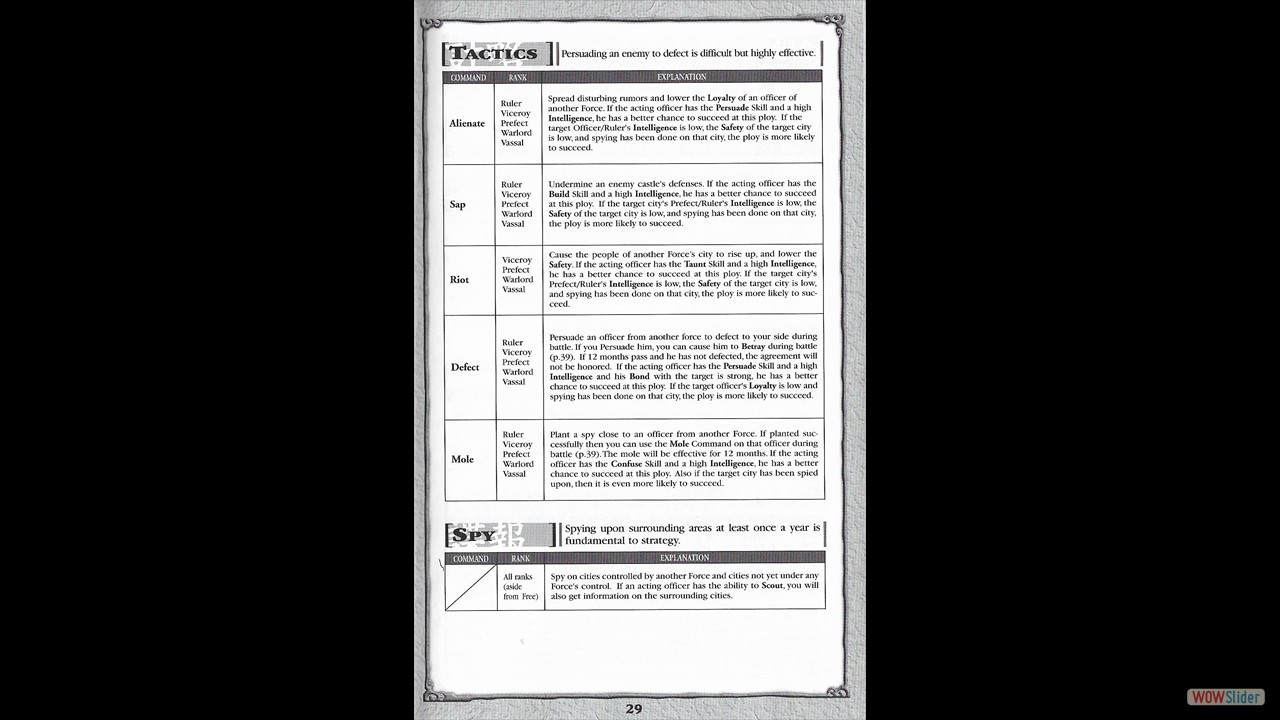 TACTICS
Persuading an enemy to defect is difficult but highly effective.
COMMAND RANK EXPLANATION
Alienate
Ruler
Viceroy
Prefect
Warlord
Vassal
Spread disturbing rumors and lower the Loyalty of an officer of
another Force. If the acting officer has the Persuade Skill and a high
Intelligence, he has a better chance to succeed at this ploy. If the
target Officer/Ruler's Intelligence is low, the Safety of the target city
is low, and spying has been done on that city, the ploy is more likely
to succeed.
Sap
Ruler
Viceroy
Prefect
Warlord
Vassal
Undermine an enemy castle's defenses. If the acting officer has the
Build Skill and a high Intelligence, he has a better chance to succeed
at this ploy. If the target city's Prefect/Ruler's Intelligence is low, the
Safety of the target city is low, and spying has been done on that city,
the ploy is more likely to succeed.
Riot
Viceroy
Prefect
Warlord
Vassal
Cause the people of another Force's city to rise up, and lower the
Safety. If the acting officer has the Taunt Skill and a high Intelligence,
he has a better chance to succeed at this ploy. If the target city's
Prefect/Ruler's Intelligence is low, the Safety of the target city is low,
and spying has been done on that city, the ploy is more likely to suc-
ceed.
Defect
Ruler
Viceroy
Prefect
Warlord
Vassal
Persuade an officer from another force to defect to your side during
battle. If you Persuade him, you can cause him to Betray during battle
(p.39). If 12 months pass and he has not defected, the agreement will
not be honored. If the acting officer has the Persuade Skill and a high
Intelligence and his Bond with the target is strong, he has a better
chance to succeed at this ploy. If the target officer's Loyalty is low and
spying has been done on that city, the ploy is more likely to succeed.
Mole
Ruler
Viceroy
Prefect
Warlord
Vassal
Plant a spy close to an officer from another Force. If planted suc-
cessfully then you can use the Mole Command on that officer during
battle (p.39). The mole will be effective for 12 months. If the acting
officer has the Confuse Skill and a high Intelligence, he has a better
chance to succeed at this ploy. Also if the target city has been spied
upon, then it is even more likely to succeed.
SPY
Spying upon surrounding areas at least once a year is
fundamental to strategy.
COMMAND RANK EXPLANATION
All ranks
(aside
from Free)
Spy on cities controlled by another Force and cities not yet under any
Force's control. If an acting officer has the ability to Scout, you will
also get information on the surrounding cities.
29
WOWSlider